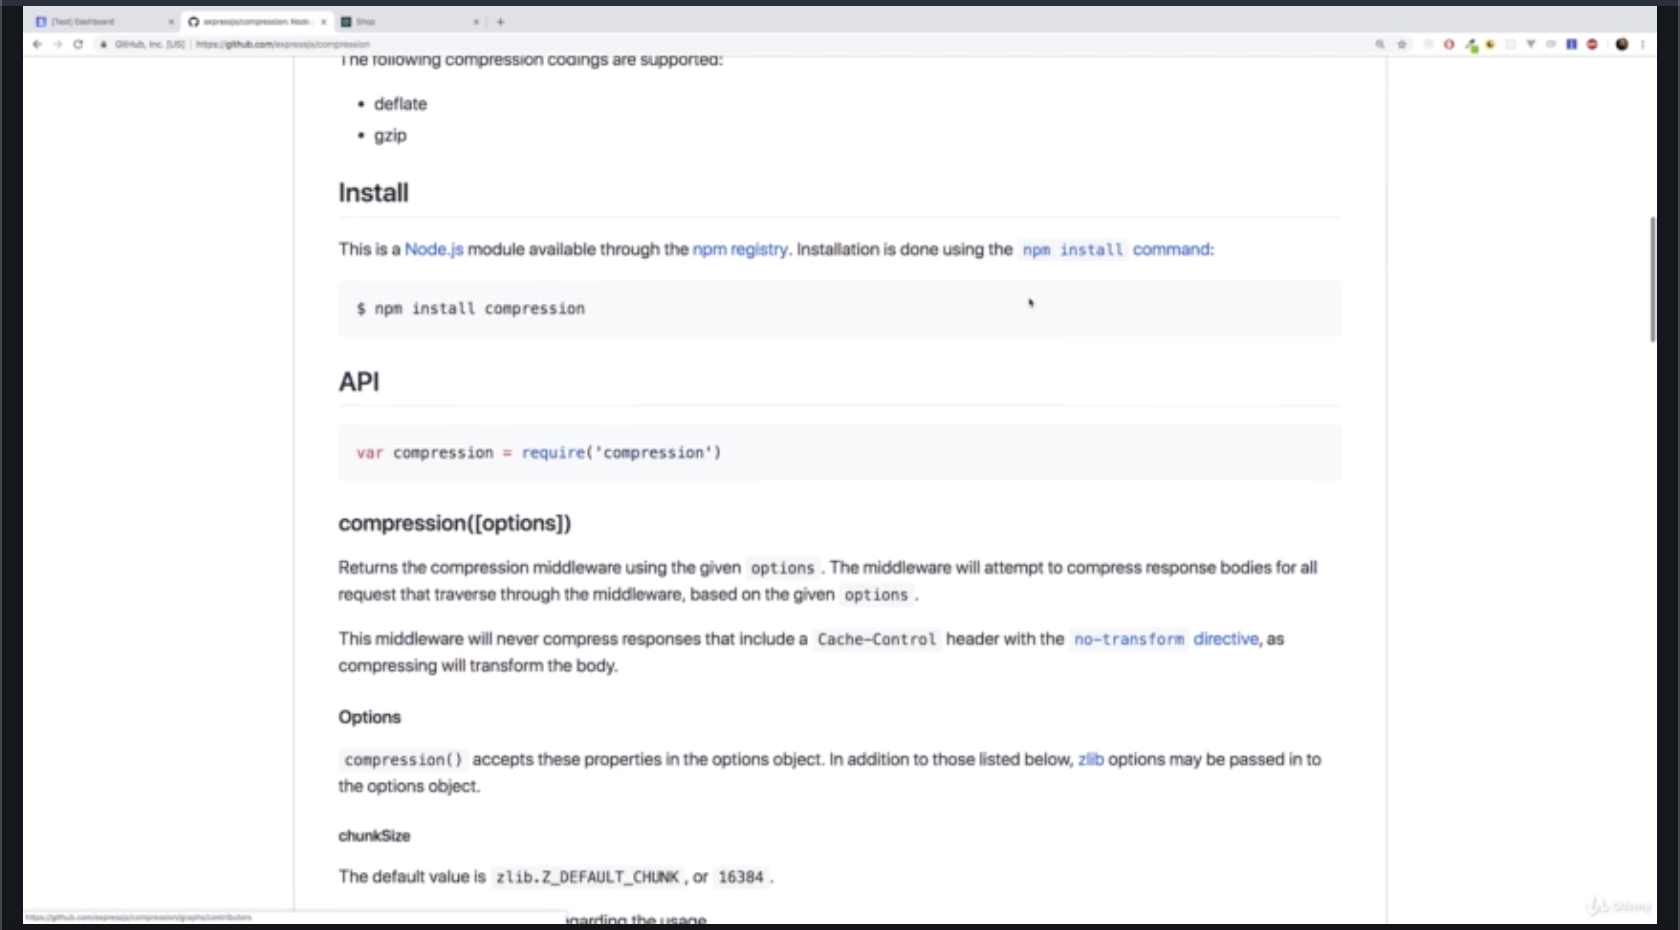 [Test] Dashboard
expressjs/compression: Node.
Shop
GitHub, Inc. [US] | https://github.com/expressjs/compression
The following compression codings are supported:
• deflate
• gzip
Install
This is a Node.js module available through the npm registry. Installation is done using the npm install command:
$ npm install compression
API
var compression = require('compression')
compression([options])
Returns the compression middleware using the given options . The middleware will attempt to compress response bodies for all
request that traverse through the middleware, based on the given options .
This middleware will never compress responses that include a Cache-Control header with the no-transform directive, as
compressing will transform the body.
Options
compression() accepts these properties in the options object. In addition to those listed below, zlib options may be passed in to
the options object.
chunkSize
The default value is zlib.Z_DEFAULT_CHUNK , or 16384 .
https://github.com/expressjs/compression/graphs/contributors
garding the usage.
Udemy